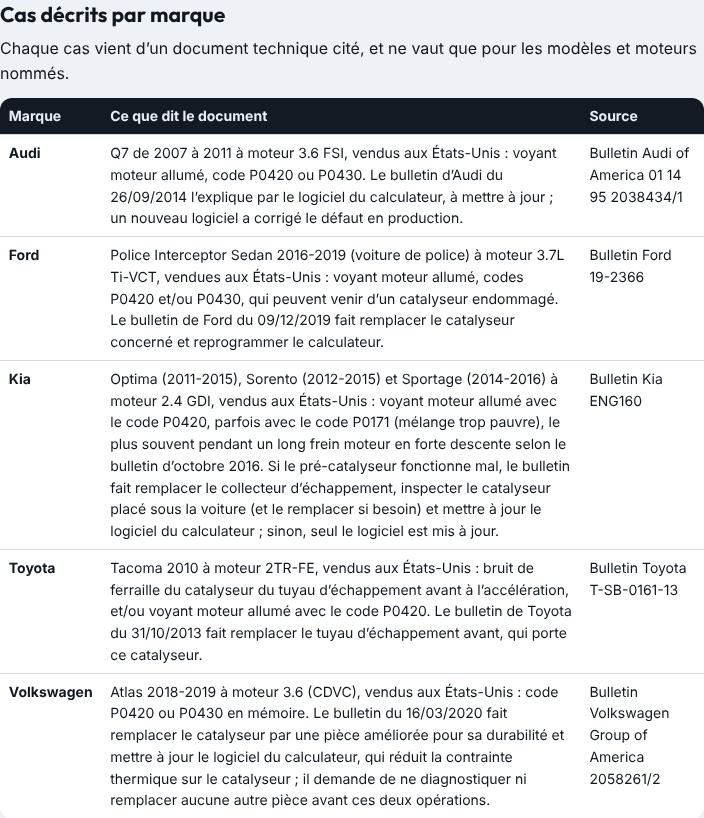 Cas décrits par marque
Chaque cas vient d’un document technique cité, et ne vaut que pour les modèles et moteurs
nommés.
Marque
Ce que dit le document
Source
Audi
Q7 de 2007 à 2011 à moteur 3.6 FSI, vendus aux États-Unis : voyant
moteur allumé, code P0420 ou P0430. Le bulletin d’Audi du
26/09/2014 l’explique par le logiciel du calculateur, à mettre à jour ;
un nouveau logiciel a corrigé le défaut en production.
Bulletin Audi of
America 01 14
95 2038434/1
Ford
Police Interceptor Sedan 2016-2019 (voiture de police) à moteur 3.7L
Ti-VCT, vendues aux États-Unis : voyant moteur allumé, codes
P0420 et/ou P0430, qui peuvent venir d’un catalyseur endommagé.
Le bulletin de Ford du 09/12/2019 fait remplacer le catalyseur
concerné et reprogrammer le calculateur.
Bulletin Ford
19-2366
Kia
Optima (2011-2015), Sorento (2012-2015) et Sportage (2014-2016) à
moteur 2.4 GDI, vendus aux États-Unis : voyant moteur allumé avec
le code P0420, parfois avec le code P0171 (mélange trop pauvre), le
plus souvent pendant un long frein moteur en forte descente selon le
bulletin d’octobre 2016. Si le pré-catalyseur fonctionne mal, le bulletin
fait remplacer le collecteur d’échappement, inspecter le catalyseur
placé sous la voiture (et le remplacer si besoin) et mettre à jour le
logiciel du calculateur ; sinon, seul le logiciel est mis à jour.
Bulletin Kia
ENG160
Toyota
Tacoma 2010 à moteur 2TR-FE, vendus aux États-Unis : bruit de
ferraille du catalyseur du tuyau d’échappement avant à l’accélération,
et/ou voyant moteur allumé avec le code P0420. Le bulletin de Toyota
du 31/10/2013 fait remplacer le tuyau d’échappement avant, qui porte
ce catalyseur.
Bulletin Toyota
T-SB-0161-13
Volkswagen
Atlas 2018-2019 à moteur 3.6 (CDVC), vendus aux États-Unis : code
P0420 ou P0430 en mémoire. Le bulletin du 16/03/2020 fait
remplacer le catalyseur par une pièce améliorée pour sa durabilité et
mettre à jour le logiciel du calculateur, qui réduit la contrainte
thermique sur le catalyseur ; il demande de ne diagnostiquer ni
remplacer aucune autre pièce avant ces deux opérations.
Bulletin
Volkswagen
Group of
America
2058261/2